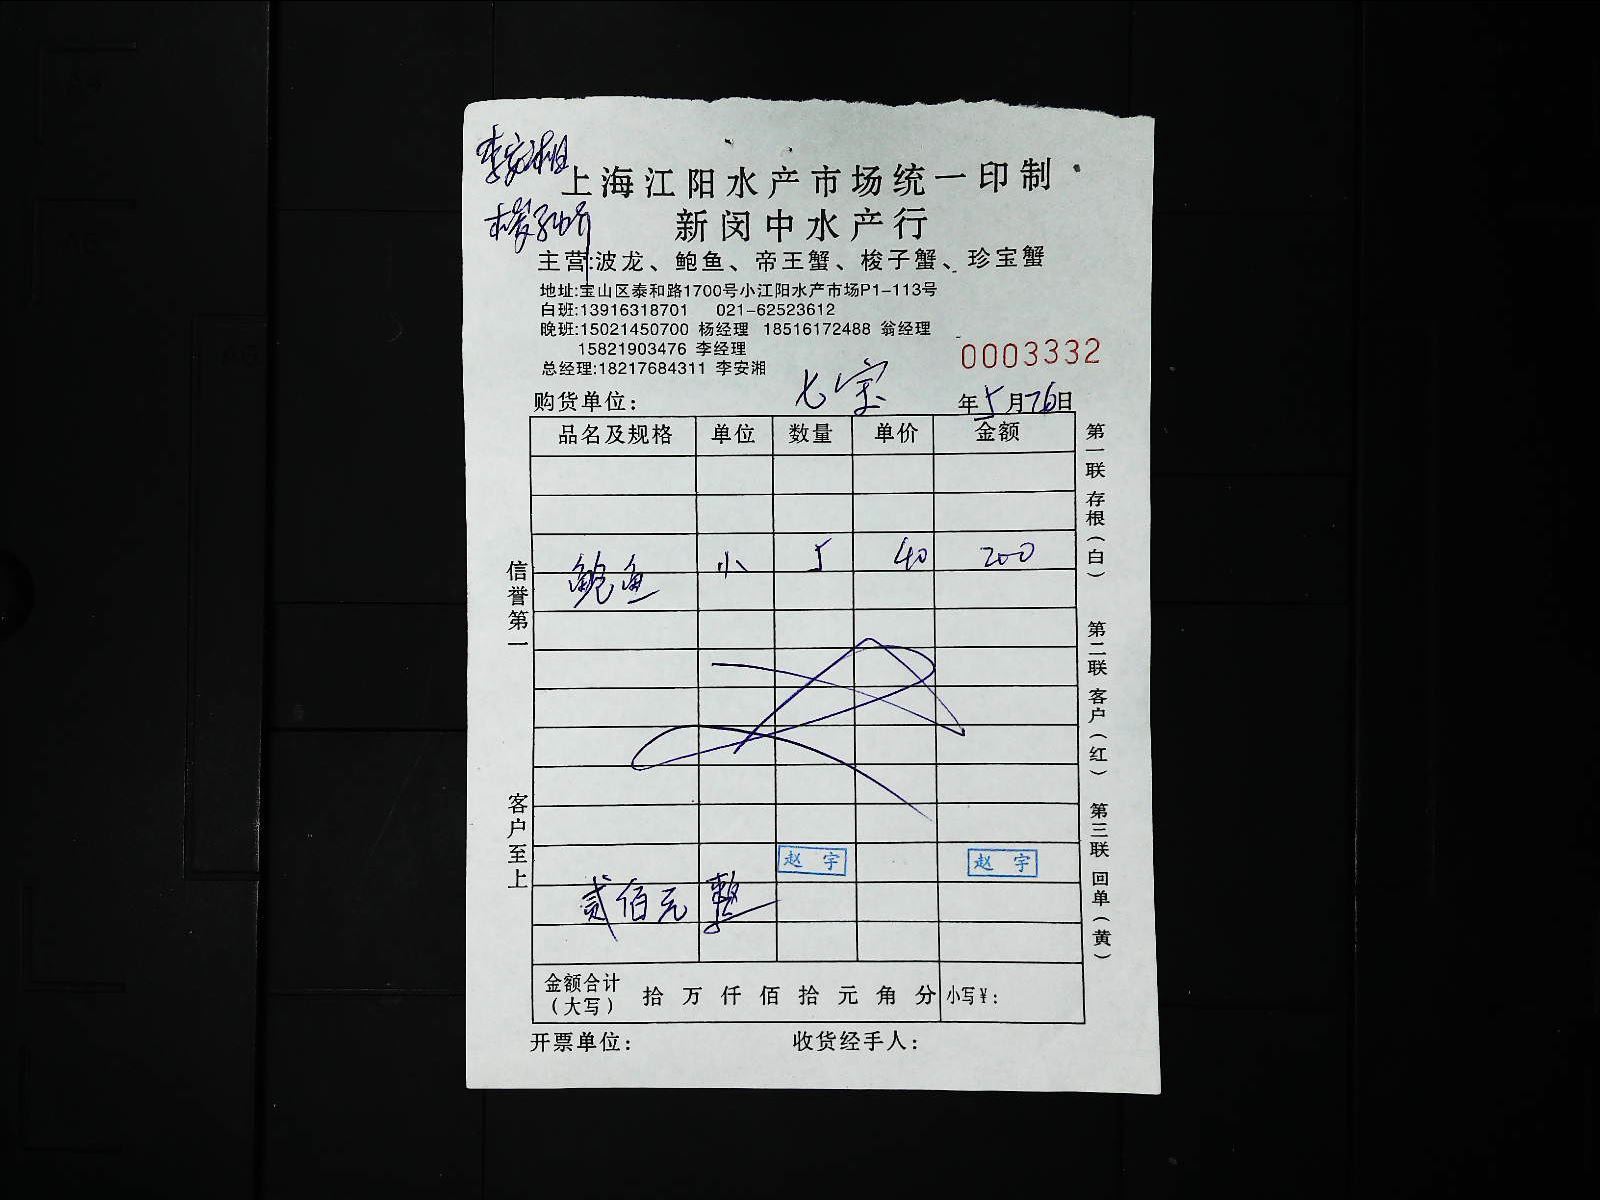 李安湘
上海江阳水产市场统一印制
新闵中水产行
主营:波龙、鲍鱼、帝王蟹、梭子蟹、珍宝蟹
地址:宝山区泰和路1700号小江阳水产市场P1-113号
白班:13916318701 021-62523612
晚班:15021450700 杨经理 18516172488 翁经理
15821903476 李经理
总经理:18217684311 李安湘
0003332
购货单位: 七宝 年5月26日
品名及规格 单位 数量 单价 金额
鲍鱼 小 5 40 200
赵宇 赵宇
贰佰元整
金额合计
(大写) 拾万仟佰拾元角分 小写¥:
开票单位: 收货经手人:
信誉第一
客户至上
第一联 存根(白)
第二联 客户(红)
第三联 回单(黄)